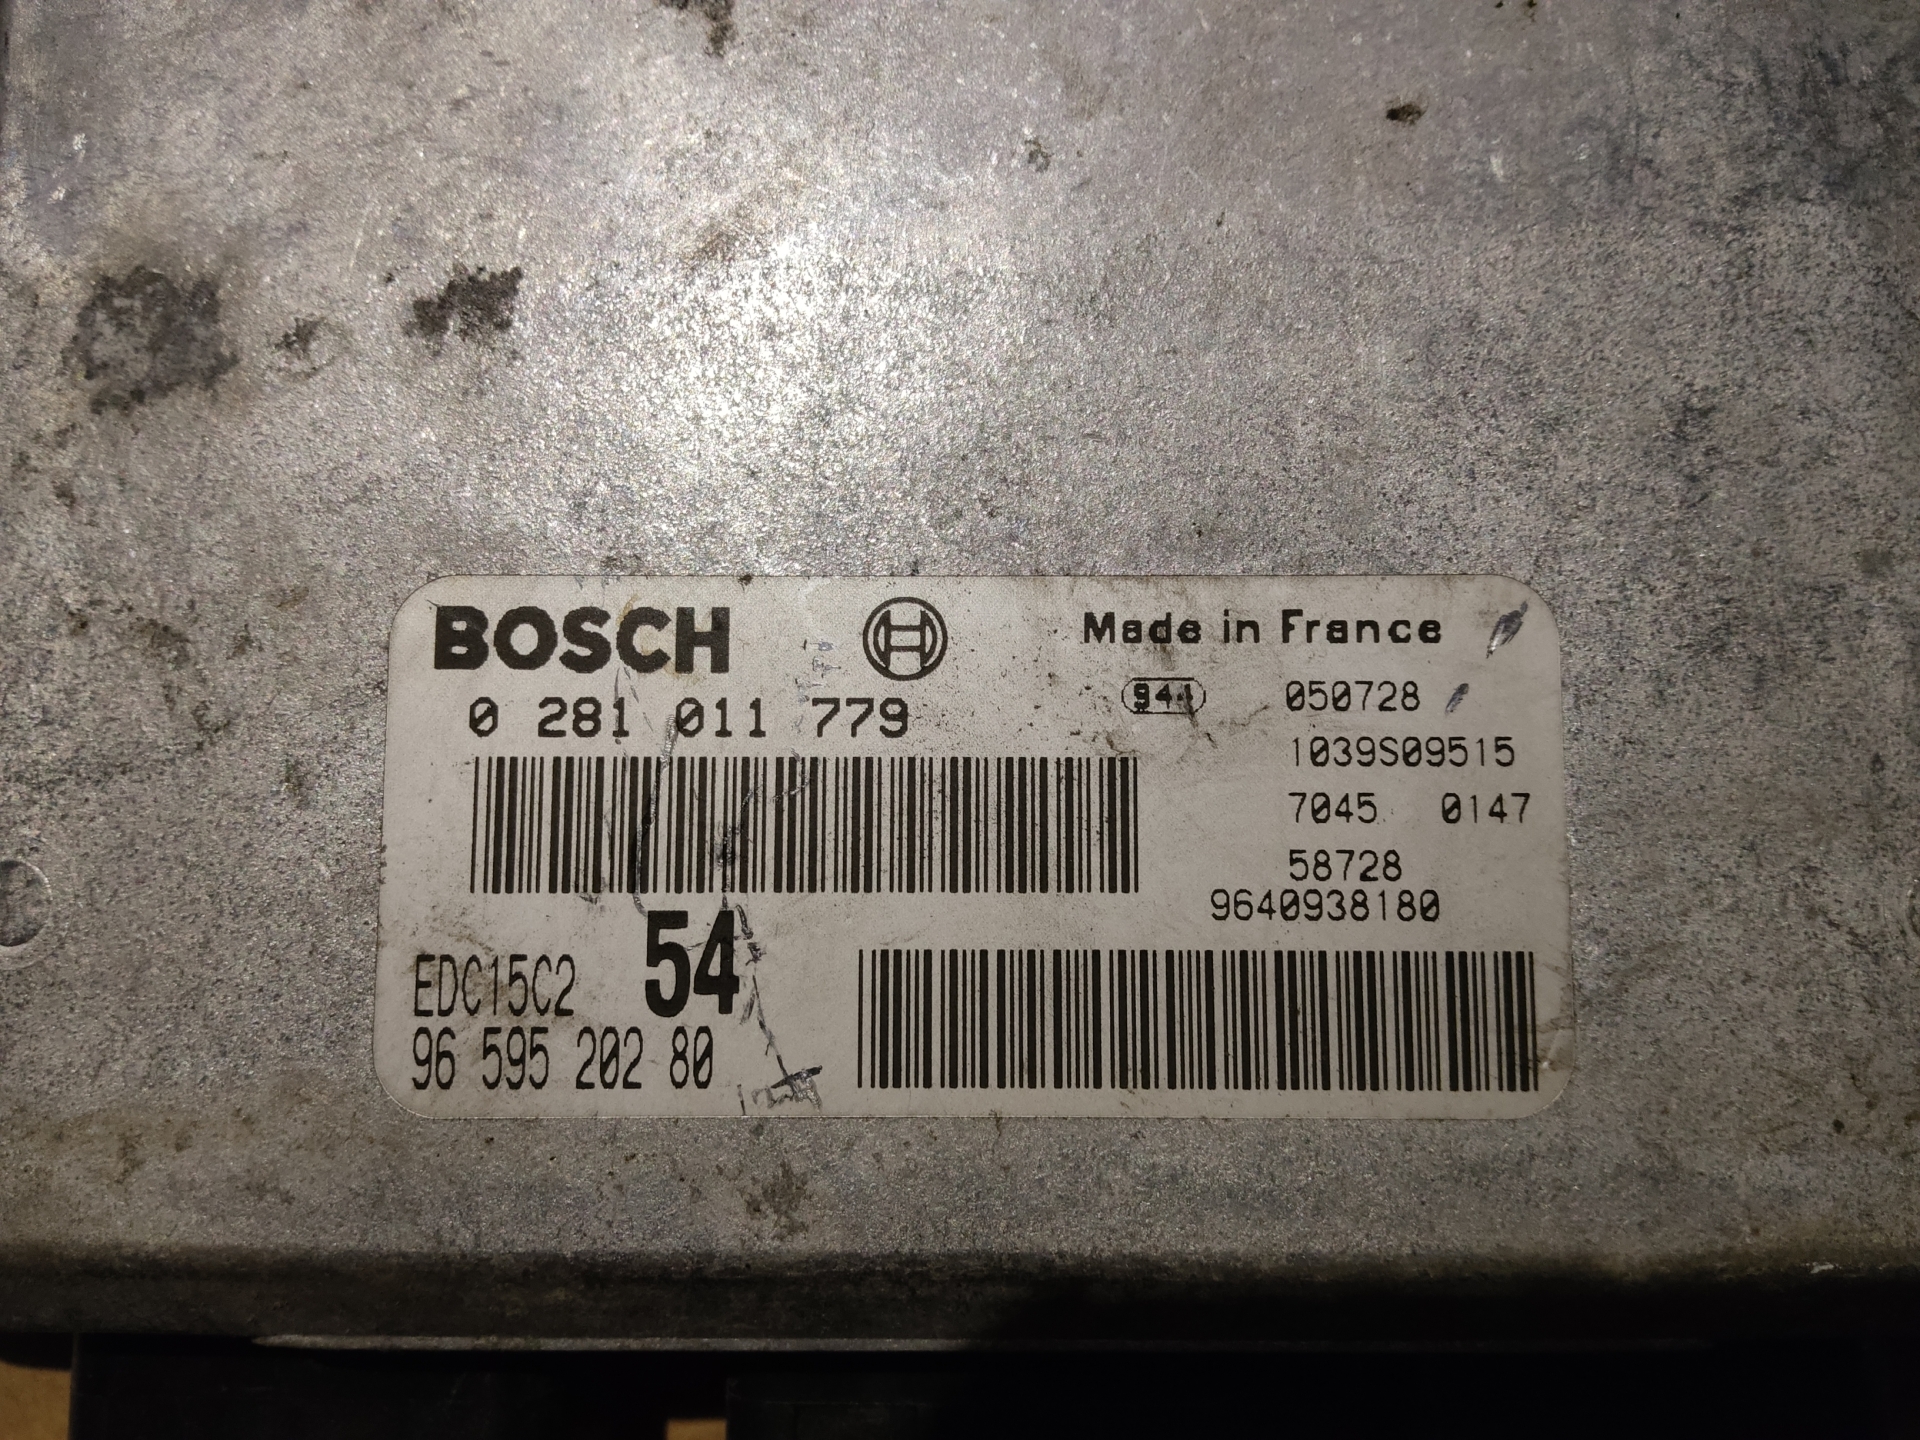 BOSCH
Made in France
0 281 011 779
941
050728
1039S09515
7045 0147
58728
9640938180
EDC15C2 54
96 595 202 80